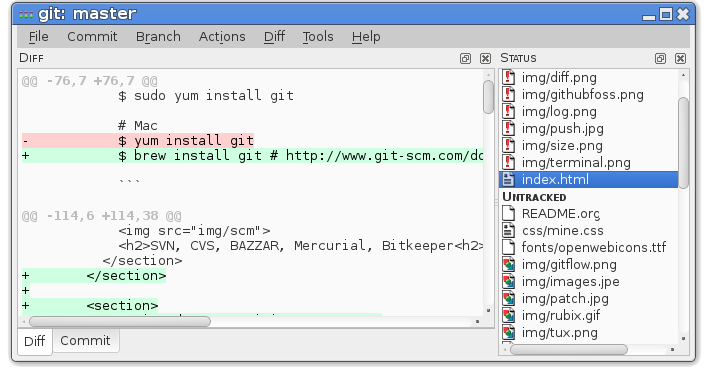 git: master
File Commit Branch Actions Diff Tools Help
DIFF
@@ -76,7 +76,7 @@
$ sudo yum install git
# Mac
- $ yum install git
+ $ brew install git # http://www.git-scm.com/do
```
@@ -114,6 +114,38 @@
<img src="img/scm">
<h2>SVN, CVS, BAZZAR, Mercurial, Bitkeeper<h2>
</section>
+ </section>
+
+ <section>
Diff Commit
STATUS
img/diff.png
img/githubfoss.png
img/log.png
img/push.jpg
img/size.png
img/terminal.png
index.html
UNTRACKED
README.org
css/mine.css
fonts/openwebicons.ttf
img/gitflow.png
img/images.jpe
img/patch.jpg
img/rubix.gif
img/tux.png